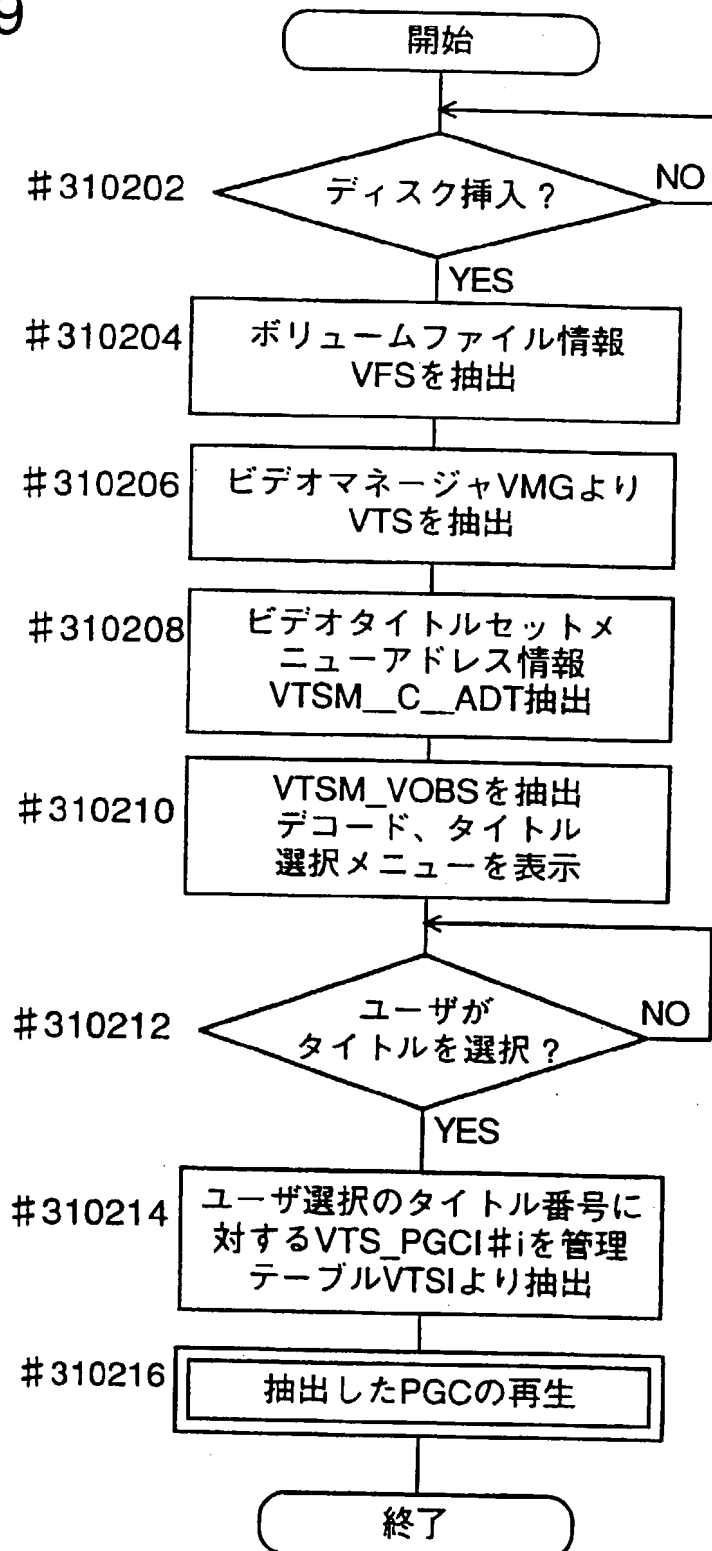 9
開始
#310202
ディスク挿入？
NO
YES
#310204
ボリュームファイル情報
VFSを抽出
#310206
ビデオマネージャVMGより
VTSを抽出
#310208
ビデオタイトルセットメ
ニューアドレス情報
VTSM__C__ADT抽出
#310210
VTSM_VOBSを抽出
デコード、タイトル
選択メニューを表示
#310212
ユーザが
タイトルを選択？
NO
YES
#310214
ユーザ選択のタイトル番号に
対するVTS_PGCI#iを管理
テーブルVTSIより抽出
#310216
抽出したPGCの再生
終了